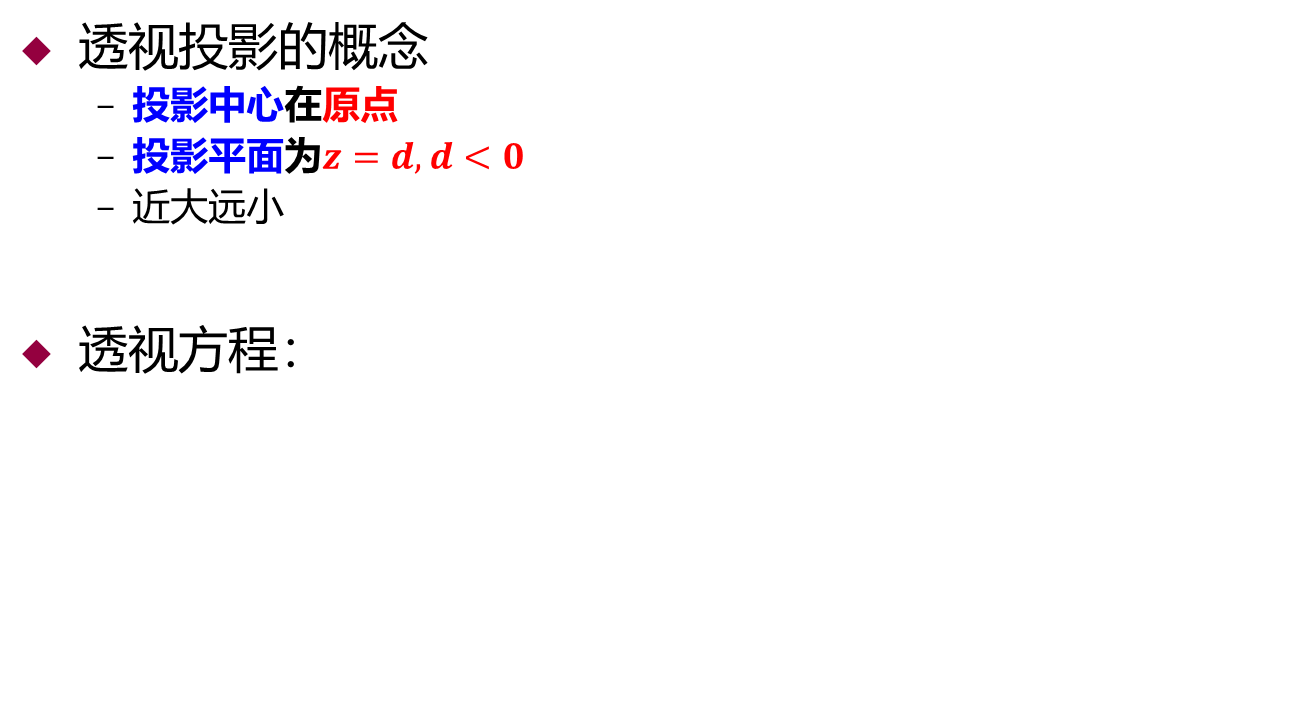 ◆ 透视投影的概念
– 投影中心在原点
– 投影平面为z = d, d < 0
– 近大远小
◆ 透视方程：